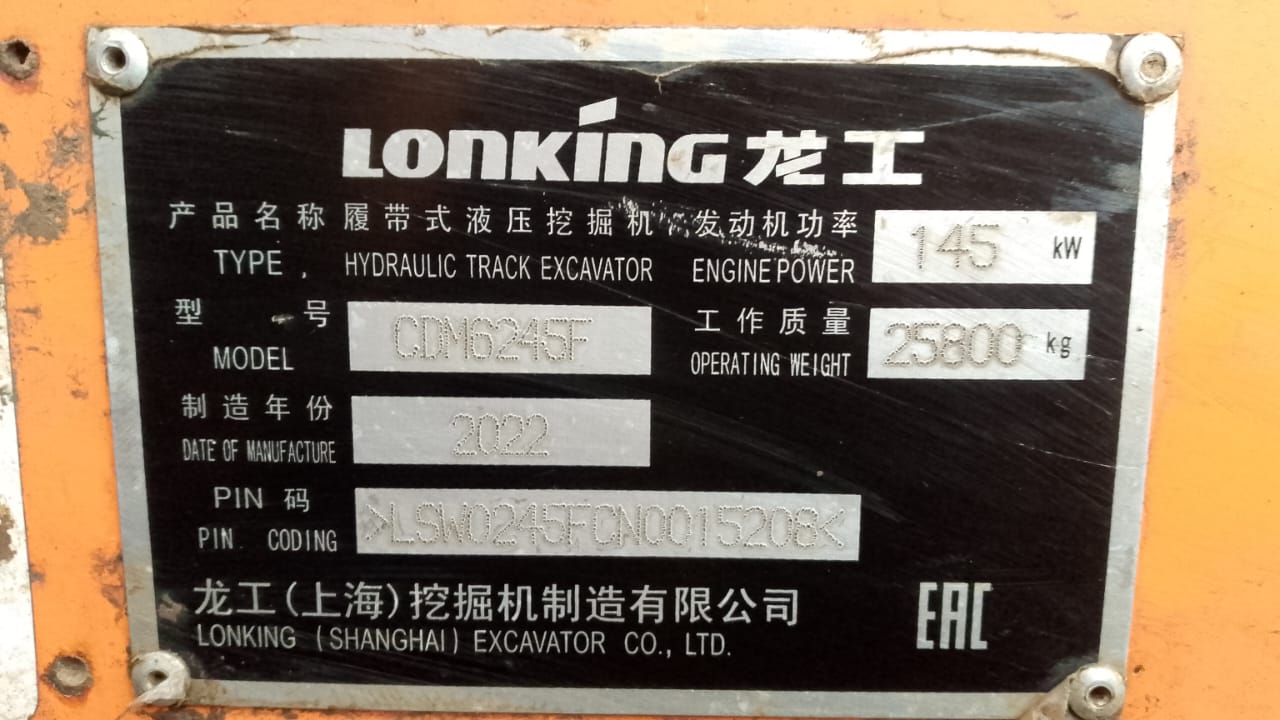 LONKING 龙工
产品名称 履带式液压挖掘机 发动机功率 145 kW
TYPE HYDRAULIC TRACK EXCAVATOR ENGINE POWER
型号 CDM6245F 工作质量 25800 kg
MODEL OPERATING WEIGHT
制造年份 2022
DATE OF MANUFACTURE
PIN 码 >LSW0245FCN0015208<
PIN CODING
龙工(上海)挖掘机制造有限公司
LONKING (SHANGHAI) EXCAVATOR CO., LTD.
EAC